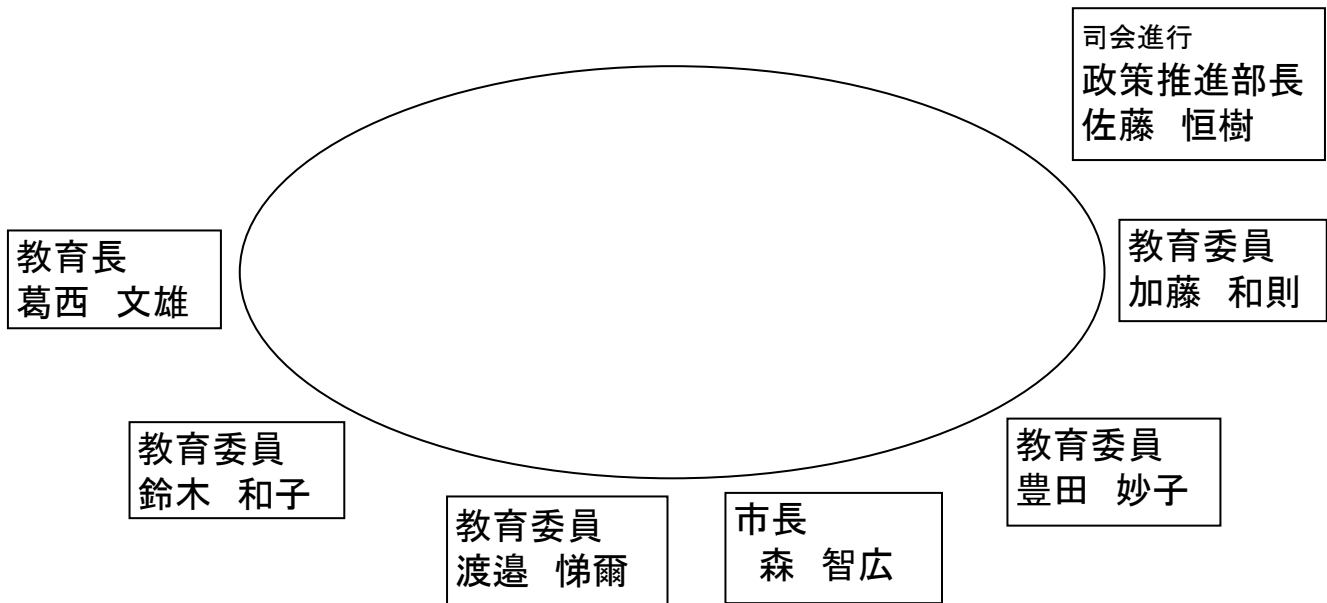 司会進行
政策推進部長
佐藤　恒樹
教育長
葛西　文雄
教育委員
加藤　和則
教育委員
鈴木　和子
教育委員
豊田　妙子
教育委員
渡邉　悌爾
市長
森　智広